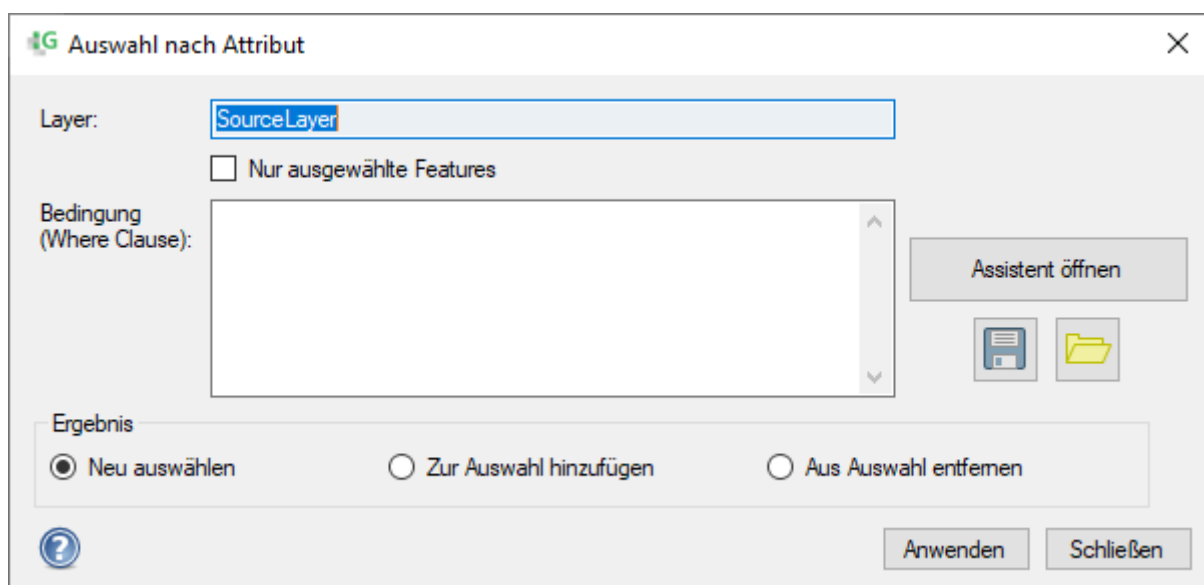 G Auswahl nach Attribut
Layer: SourceLayer
Nur ausgewählte Features
Bedingung
(Where Clause):
Assistent öffnen
Ergebnis
Neu auswählen Zur Auswahl hinzufügen Aus Auswahl entfernen
? Anwenden Schließen